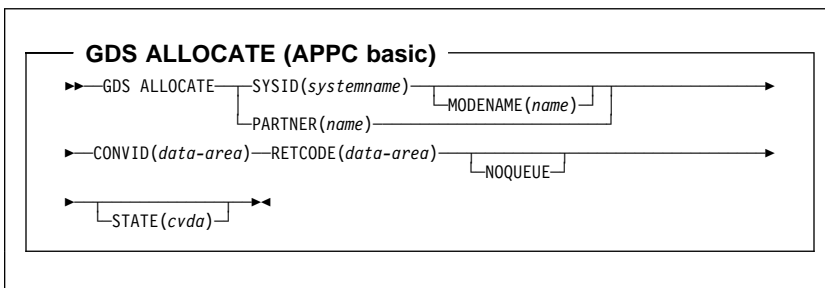 GDS ALLOCATE (APPC basic)
GDS ALLOCATE SYSID(systemname) MODENAME(name)
PARTNER(name)
CONVID(data-area) RETCODE(data-area) NOQUEUE
STATE(cvda)